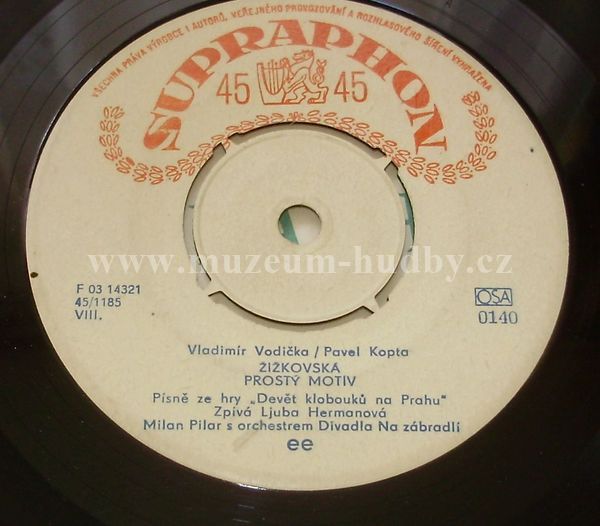 VŠECHNA PRÁVA VÝROBCE I AUTORŮ. VEŘEJNÉHO PROVOZOVÁNÍ A ROZHLASOVÉHO ŠÍŘENÍ VYHRAŽENA
SUPRAPHON
45 45
www.muzeum-hudby.cz
F 03 14321
45/1185
VIII.
OSA
0140
Vladimír Vodička / Pavel Kopta
ŽIŽKOVSKÁ
PROSTÝ MOTIV
Písně ze hry „Devět klobouků na Prahu“
Zpívá Ljuba Hermanová
Milan Pilar s orchestrem Divadla Na zábradlí
ee